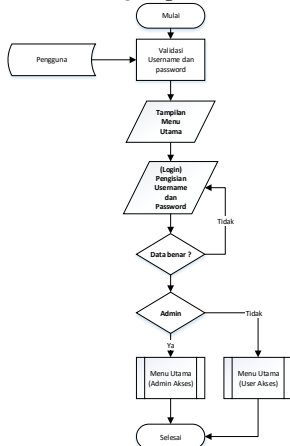 Mulai
Pengguna
Validasi
Username dan
password
Tampilan
Menu
Utama
(Login)
Pengisian
Username
dan
Password
Tidak
Data benar ?
Admin
Tidak
Ya
Menu Utama
(Admin Akses)
Menu Utama
(User Akses)
Selesai